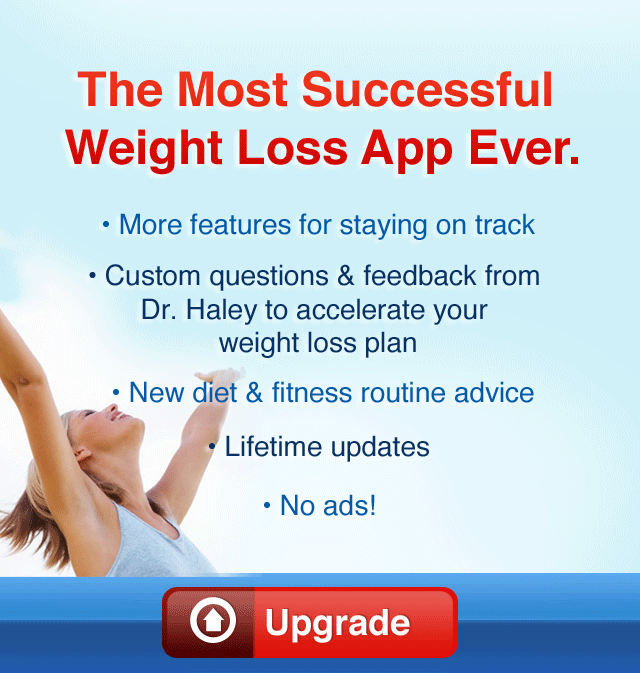 The Most Successful
Weight Loss App Ever.
• More features for staying on track
• Custom questions & feedback from
Dr. Haley to accelerate your
weight loss plan
• New diet & fitness routine advice
• Lifetime updates
• No ads!
Upgrade